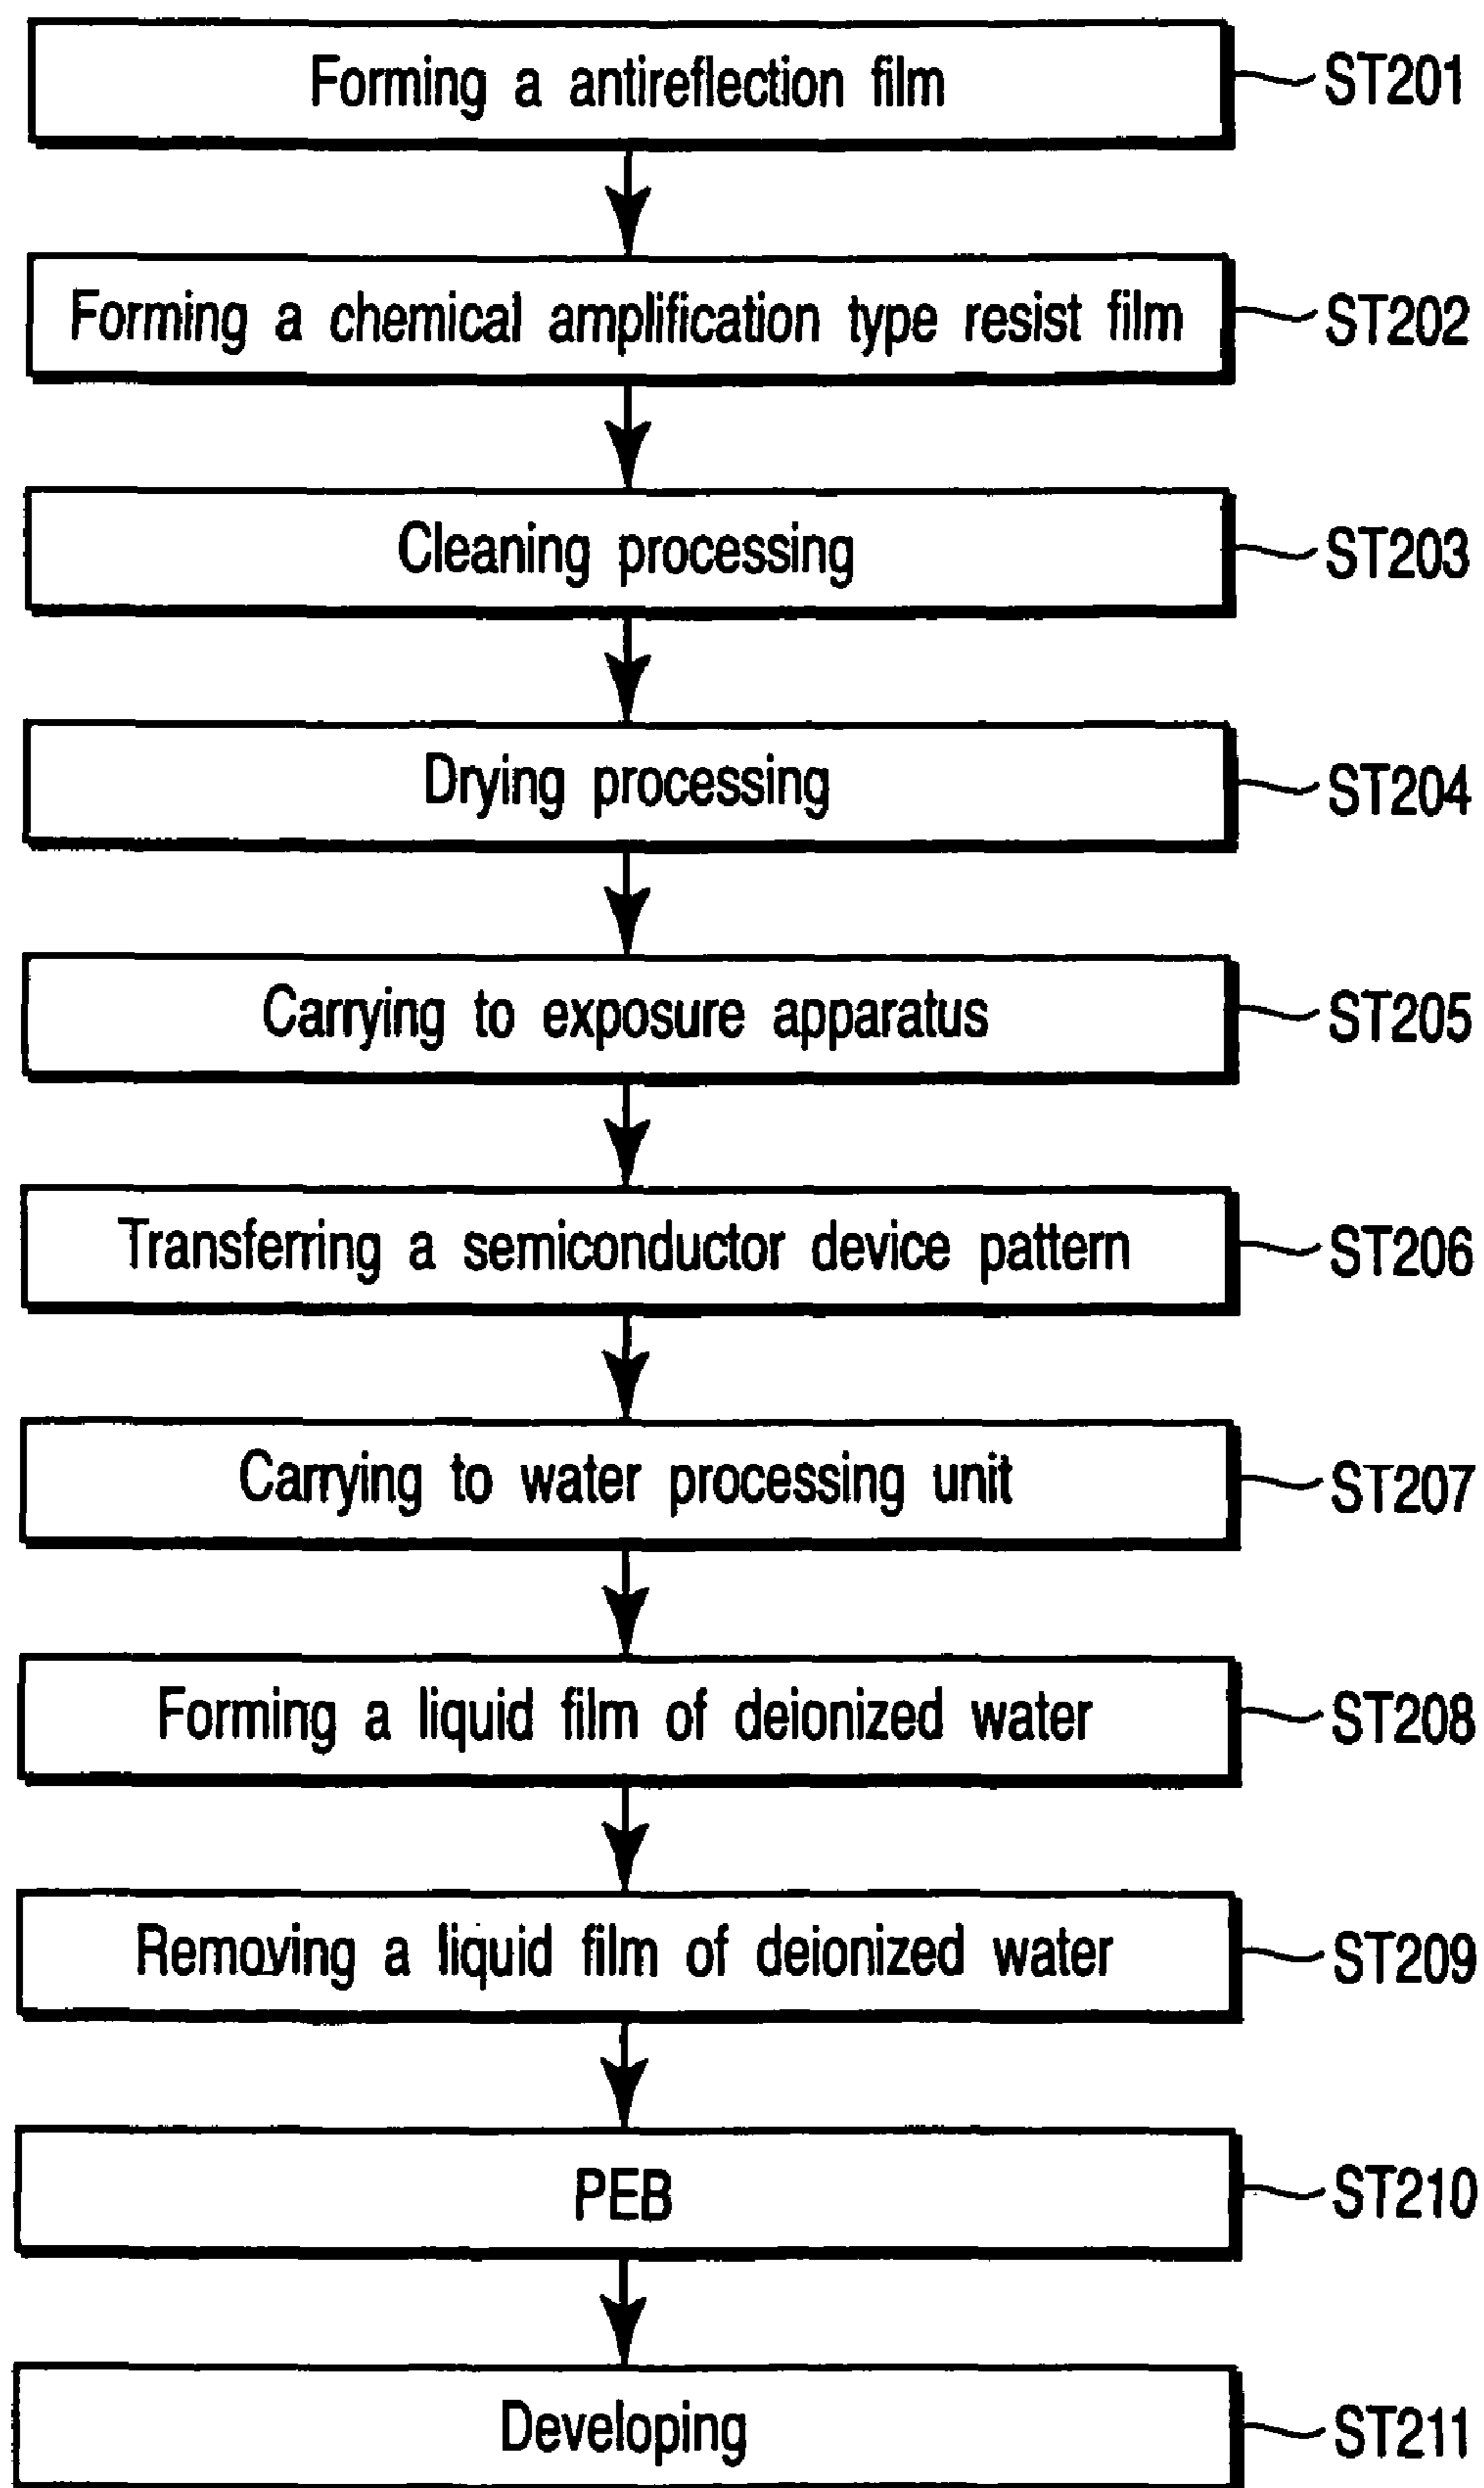 Forming a antireflection film ST201
Forming a chemical amplification type resist film ST202
Cleaning processing ST203
Drying processing ST204
Carrying to exposure apparatus ST205
Transferring a semiconductor device pattern ST206
Carrying to water processing unit ST207
Forming a liquid film of deionized water ST208
Removing a liquid film of deionized water ST209
PEB ST210
Developing ST211